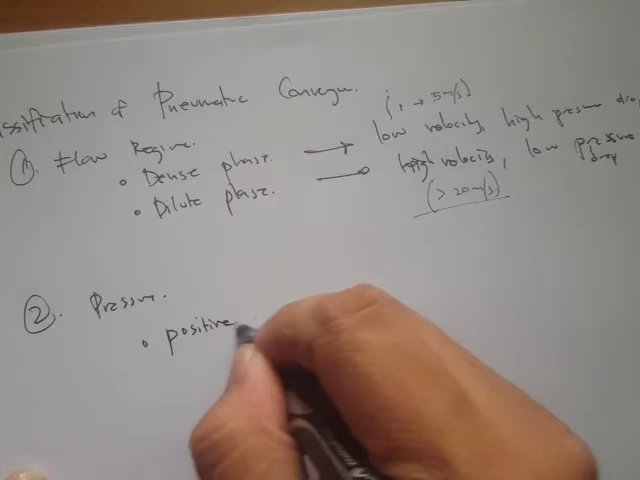 Classification of Pneumatic Conveyor.
(1 → 5 m/s)
① Flow Regime.
• Dense phase. → low velocity, high pressure drop
• Dilute phase. → high velocity, low pressure drop
(> 20 m/s)
②. Pressure.
• positive